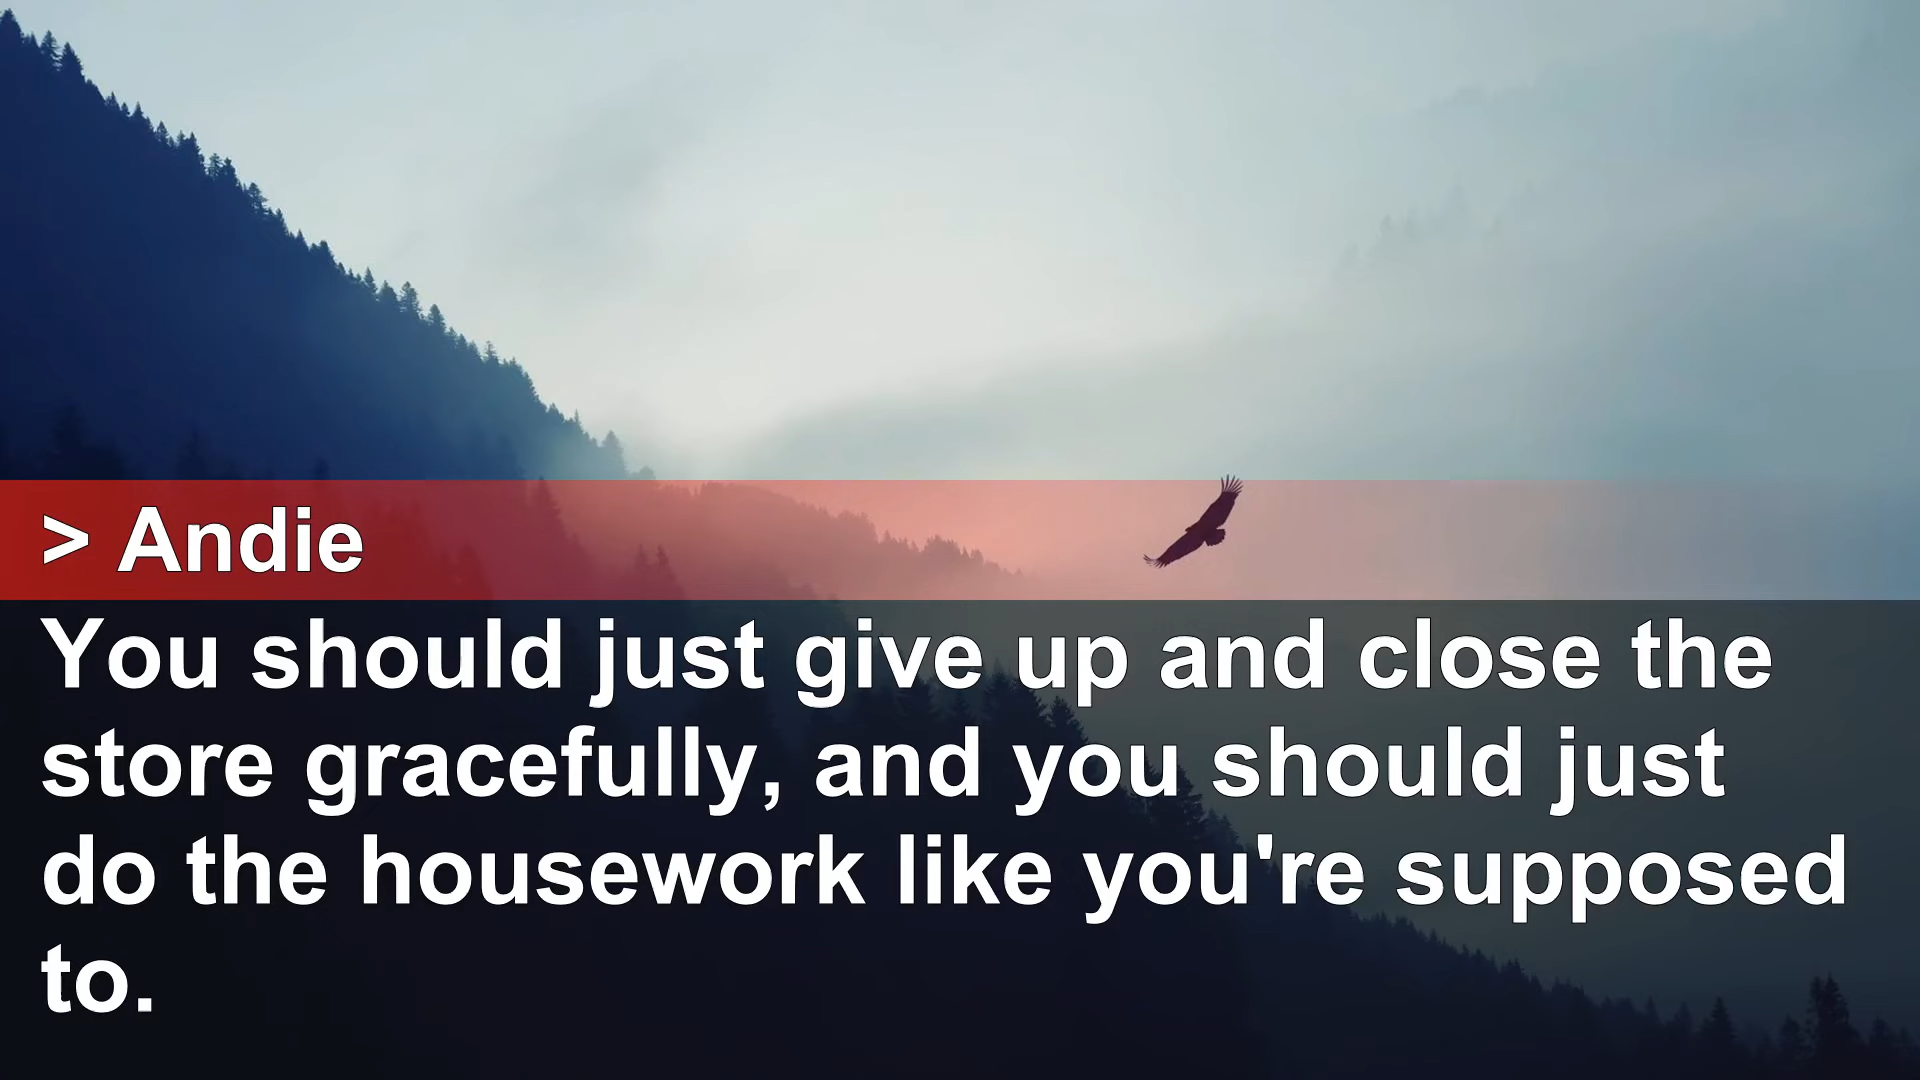 > Andie
You should just give up and close the
store gracefully, and you should just
do the housework like you're supposed
to.